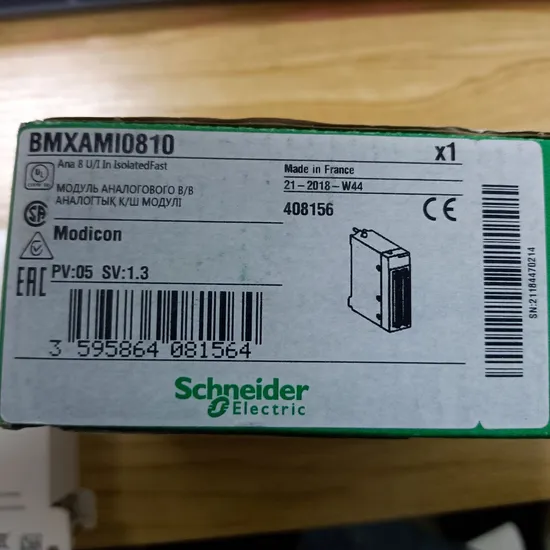 BMXAMI0810
x1
Ana 8 U/I In IsolatedFast
МОДУЛЬ АНАЛОГОВОГО В/В
АНАЛОГТЫҚ К/Ш МОДУЛІ
Made in France
21-2018-W44
408156
CE
UL
Modicon
EAC
PV:05 SV:1.3
3 595864 081564
Schneider
Electric
SN:21184470214